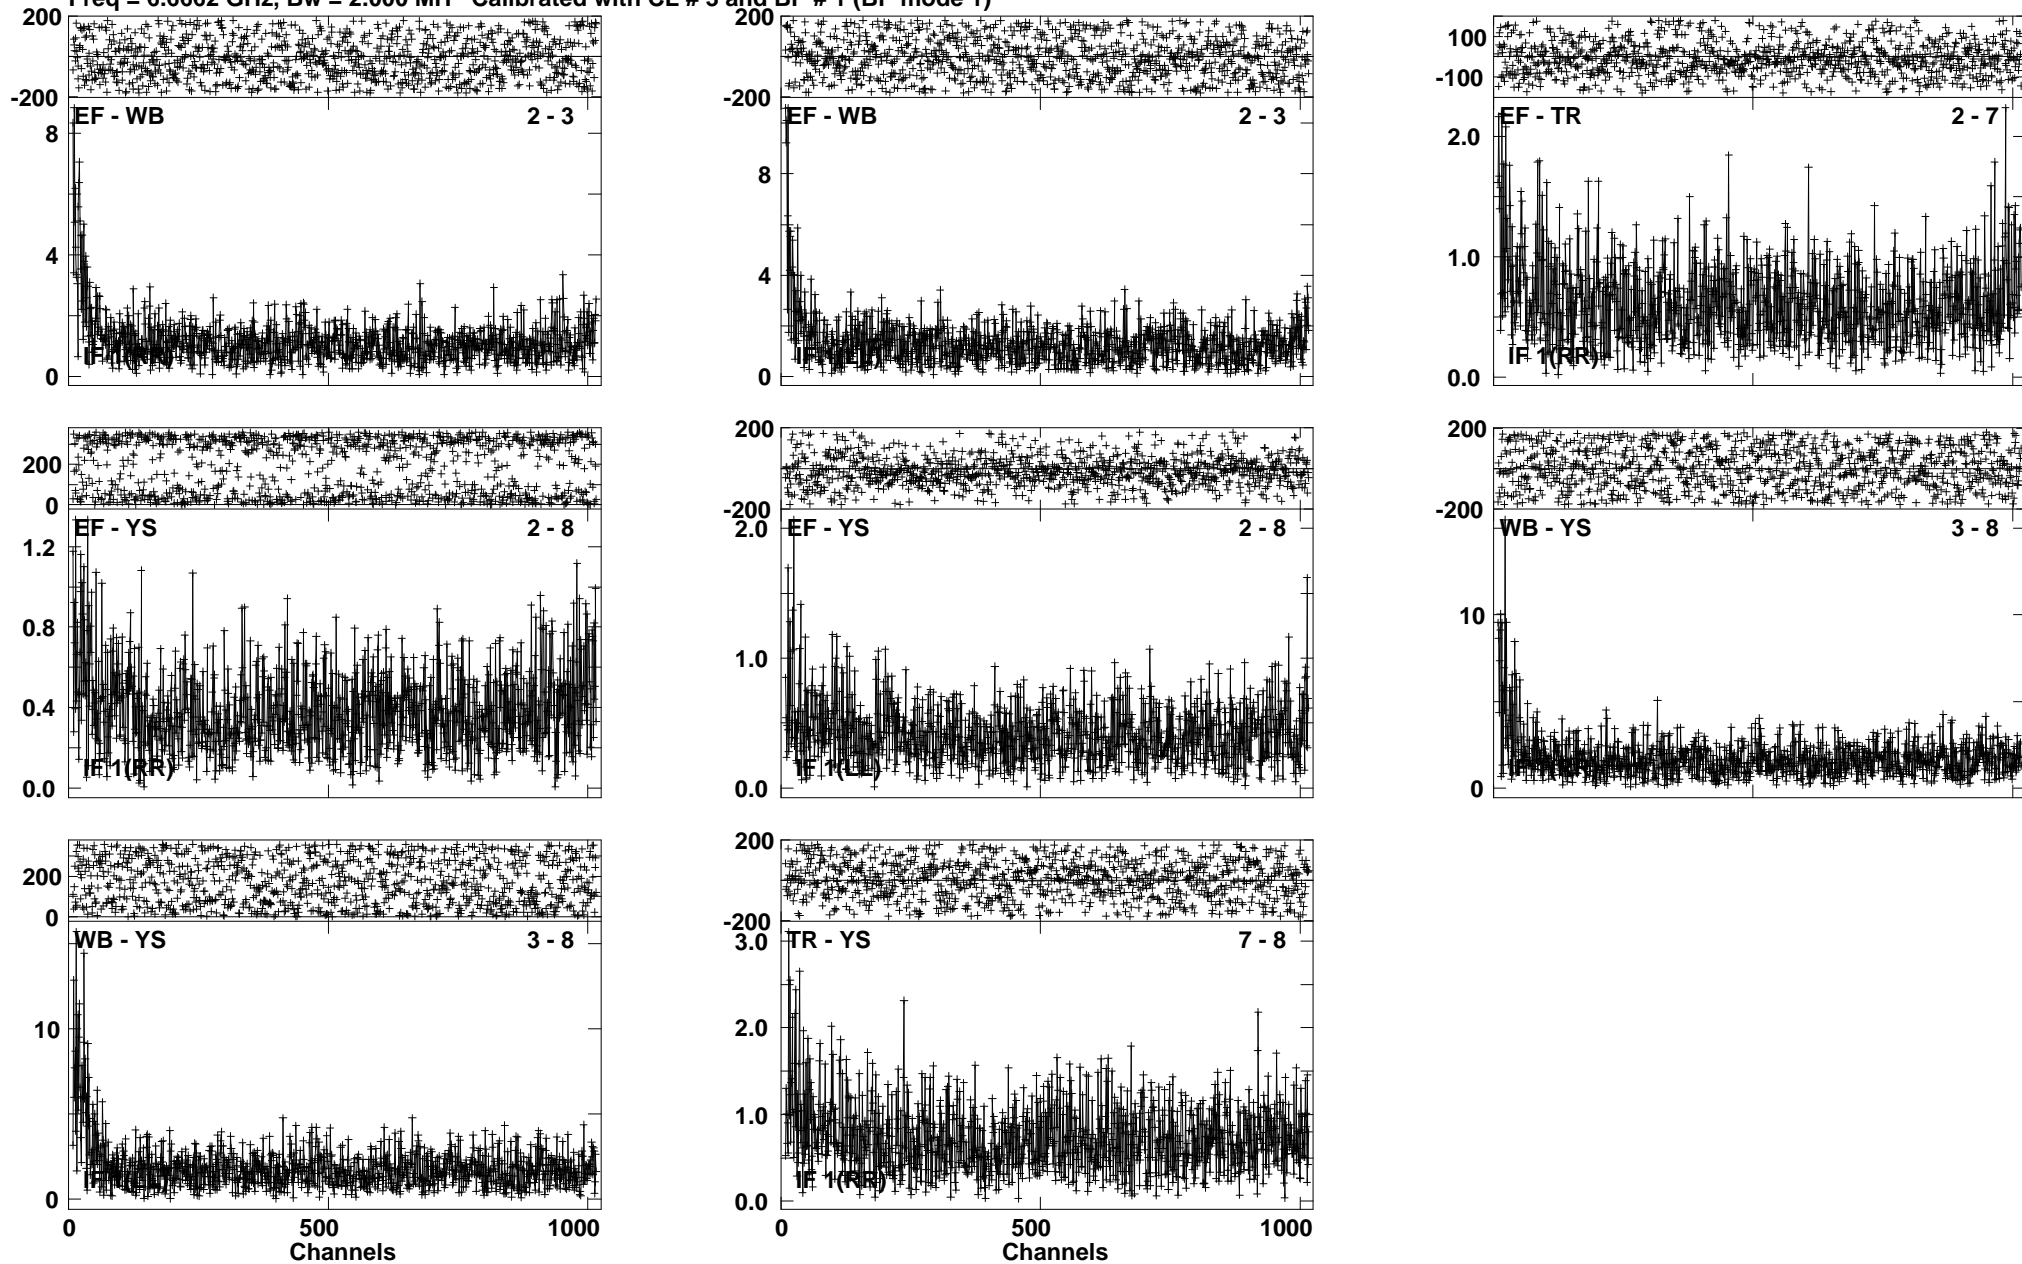 Freq = 6.6662 GHz, Bw = 2.000 MH Calibrated with CL # 3 and BP # 1 (BP mode 1)
200
-200
EF - WB 2 - 3
8
4
0
200
-200
EF - WB 2 - 3
8
4
0
100
-100
EF - TR 2 - 7
2.0
1.0
0.0
IF 1(RR)
200
0
EF - YS 2 - 8
1.2
0.8
0.4
0.0
IF 1(RR)
200
-200
EF - YS 2 - 8
2.0
1.0
0.0
IF 1(LL)
200
-200
WB - YS 3 - 8
10
0
200
0
WB - YS 3 - 8
10
0
0 500 1000
Channels
200
-200
TR - YS 7 - 8
3.0
2.0
1.0
0.0
IF 1(RR)
0 500 1000
Channels